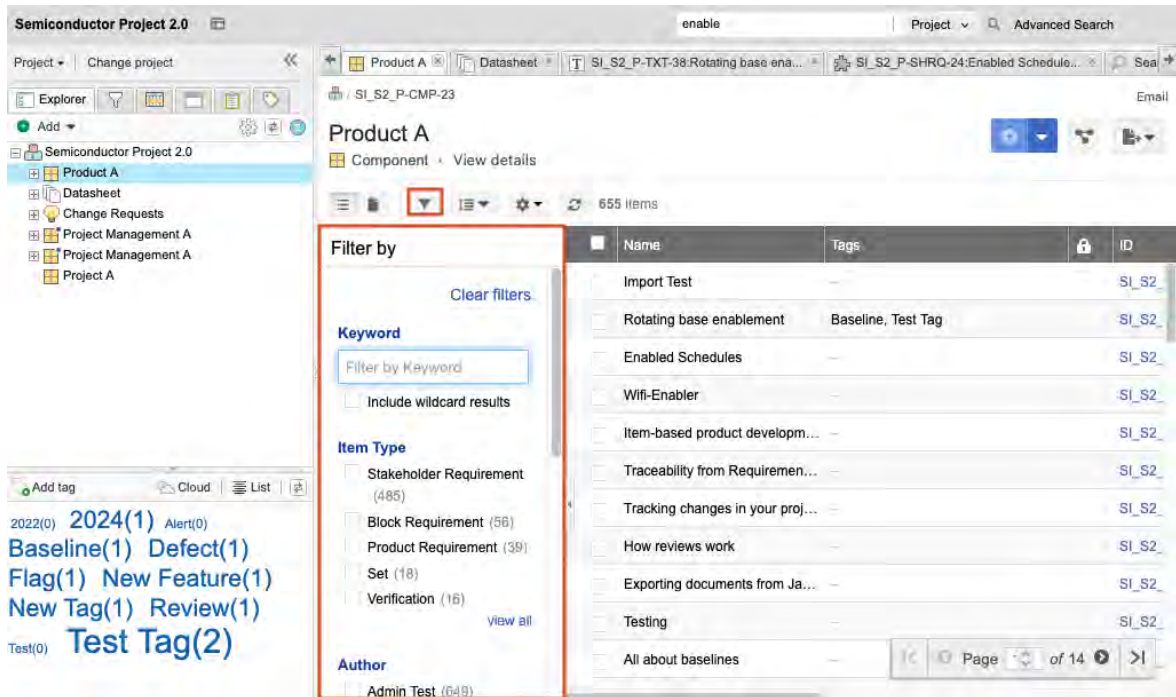 Semiconductor Project 2.0
enable
Project
Advanced Search
Project
Change project
Product A
Datasheet
SI_S2_P-TXT-38:Rotating base ena...
SI_S2_P-SHRQ-24:Enabled Schedule...
Sea
Explorer
Add
Semiconductor Project 2.0
Product A
Datasheet
Change Requests
Project Management A
Project Management A
Project A
SI_S2_P-CMP-23
Email
Product A
Component
View details
655 items
Filter by
Clear filters
Keyword
Filter by Keyword
Include wildcard results
Item Type
Stakeholder Requirement
(485)
Block Requirement (56)
Product Requirement (39)
Set (18)
Verification (16)
view all
Author
Admin Test (649)
Name Tags ID
Import Test — SI_S2_
Rotating base enablement Baseline, Test Tag SI_S2_
Enabled Schedules — SI_S2_
Wifi-Enabler — SI_S2_
Item-based product developm... — SI_S2_
Traceability from Requiremen... — SI_S2_
Tracking changes in your proj... — SI_S2_
How reviews work — SI_S2_
Exporting documents from Ja... — SI_S2_
Testing SI_S2_
All about baselines —
Page of 14
Add tag
Cloud
List
2022(0) 2024(1) Alert(0)
Baseline(1) Defect(1)
Flag(1) New Feature(1)
New Tag(1) Review(1)
Test(0) Test Tag(2)